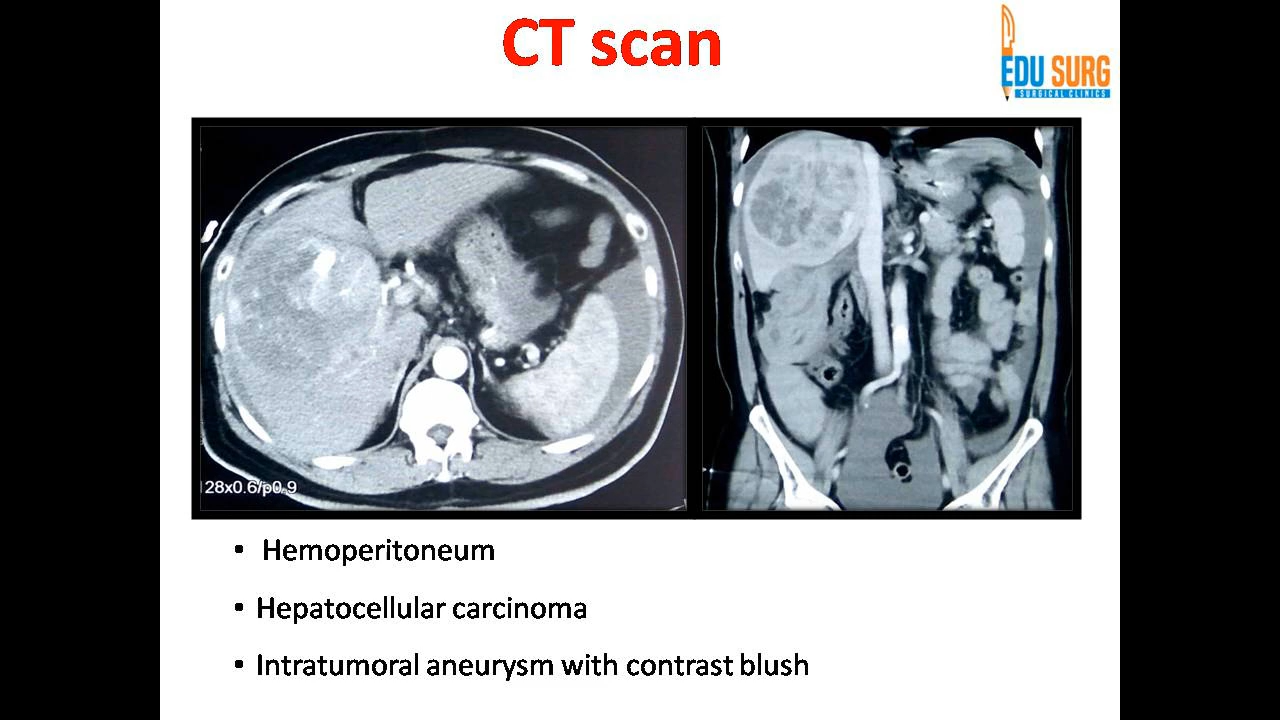 CT scan
EDU SURG
SURGICAL CLINICS
28x0.6/p0.9
• Hemoperitoneum
• Hepatocellular carcinoma
• Intratumoral aneurysm with contrast blush